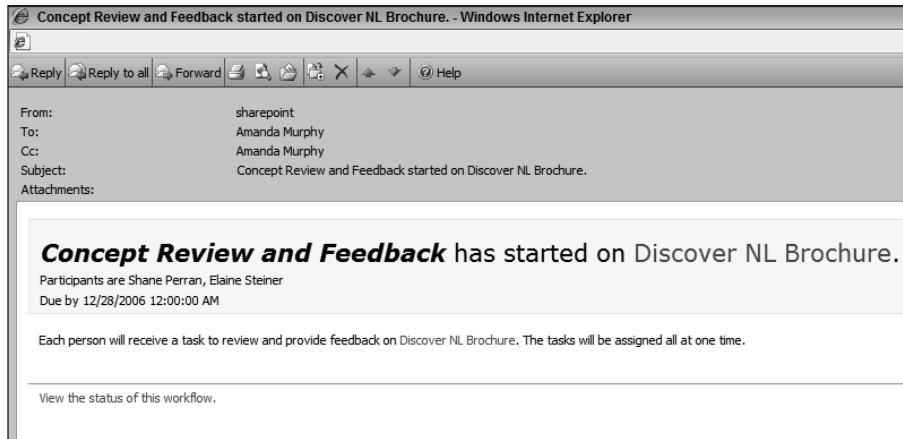 Concept Review and Feedback started on Discover NL Brochure. - Windows Internet Explorer
Reply Reply to all Forward Help
From: sharepoint
To: Amanda Murphy
Cc: Amanda Murphy
Subject: Concept Review and Feedback started on Discover NL Brochure.
Attachments:
Concept Review and Feedback has started on Discover NL Brochure.
Participants are Shane Perran, Elaine Steiner
Due by 12/28/2006 12:00:00 AM
Each person will receive a task to review and provide feedback on Discover NL Brochure. The tasks will be assigned all at one time.
View the status of this workflow.